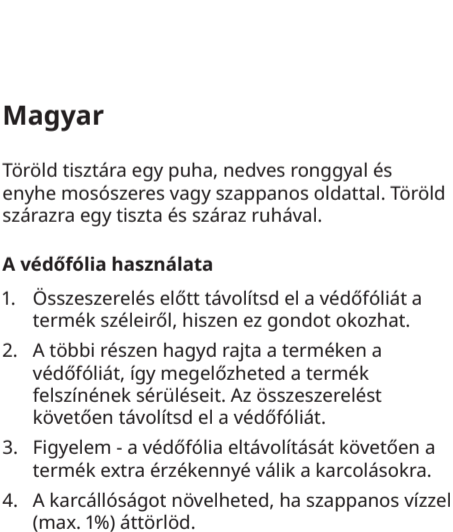 Magyar
Töröld tisztára egy puha, nedves ronggyal és
enyhe mosószeres vagy szappanos oldattal. Töröld
szárazra egy tiszta és száraz ruhával.
A védőfólia használata
1. Összeszerelés előtt távolítsd el a védőfóliát a
termék széleiről, hiszen ez gondot okozhat.
2. A többi részen hagyd rajta a terméken a
védőfóliát, így megelőzheted a termék
felszínének sérüléseit. Az összeszerelést
követően távolítsd el a védőfóliát.
3. Figyelem - a védőfólia eltávolítását követően a
termék extra érzékennyé válik a karcolásokra.
4. A karcállóságot növelheted, ha szappanos vízzel
(max. 1%) áttörlöd.